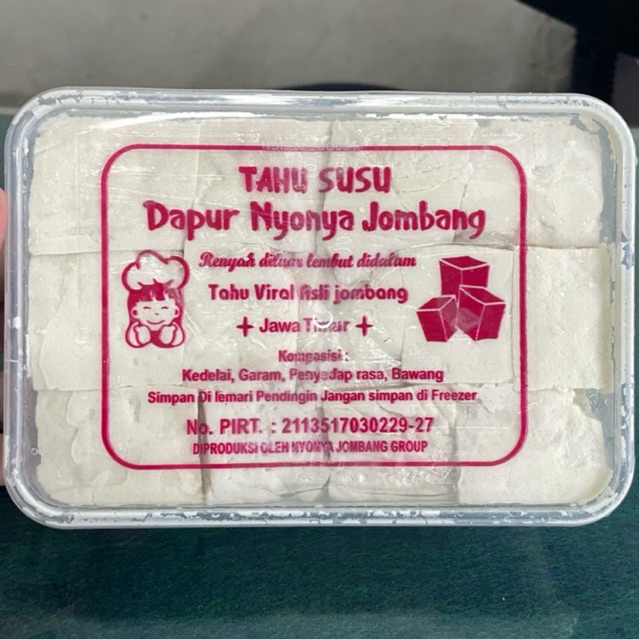 TAHU SUSU
Dapur Nyonya Jombang
Renyah diluar lembut didalam
Tahu Viral Asli jombang
+ Jawa Timur +
Komposisi :
Kedelai, Garam, Penyedap rasa, Bawang
Simpan Di lemari Pendingin Jangan simpan di Freezer
No. PIRT. : 2113517030229-27
DIPRODUKSI OLEH NYONYA JOMBANG GROUP